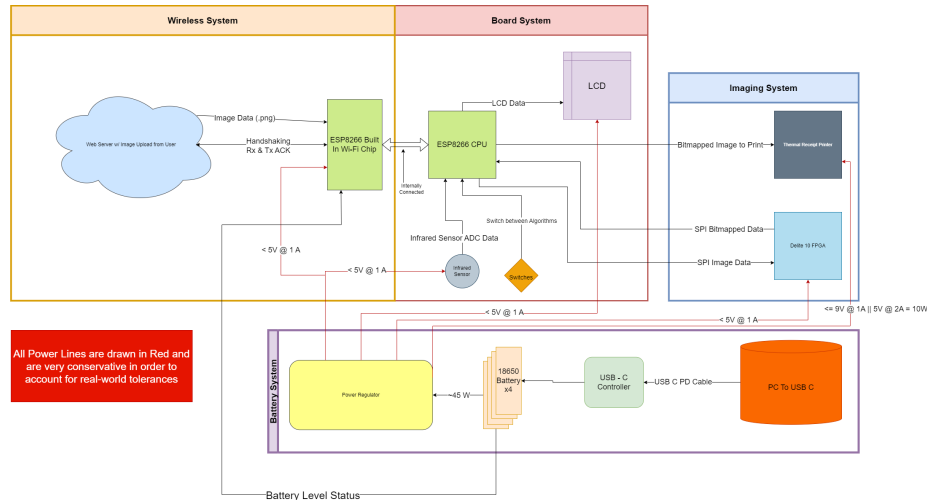 Wireless System
Board System
LCD
LCD Data
Imaging System
Image Data (.png)
Web Server w/ Image Upload from User
Handshaking
Rx & Tx ACK
ESP8266 Built
In Wi-Fi Chip
ESP8266 CPU
Internally
Connected
Bitmapped Image to Print
Thermal Receipt Printer
Switch between Algorithms
Infrared Sensor ADC Data
SPI Bitmapped Data
SPI Image Data
De0te 10 FPGA
< 5V @ 1 A
< 5V @ 1 A
Infrared
Sensor
Switches
< 5V @ 1 A
< 5V @ 1 A
<= 9V @ 1A || 5V @ 2A = 10W
All Power Lines are drawn in Red and
are very conservative in order to
account for real-world tolerances
Battery System
Power Regulator
~45 W
18650
Battery
x4
USB - C
Controller
USB C PD Cable
PC To USB C
Battery Level Status